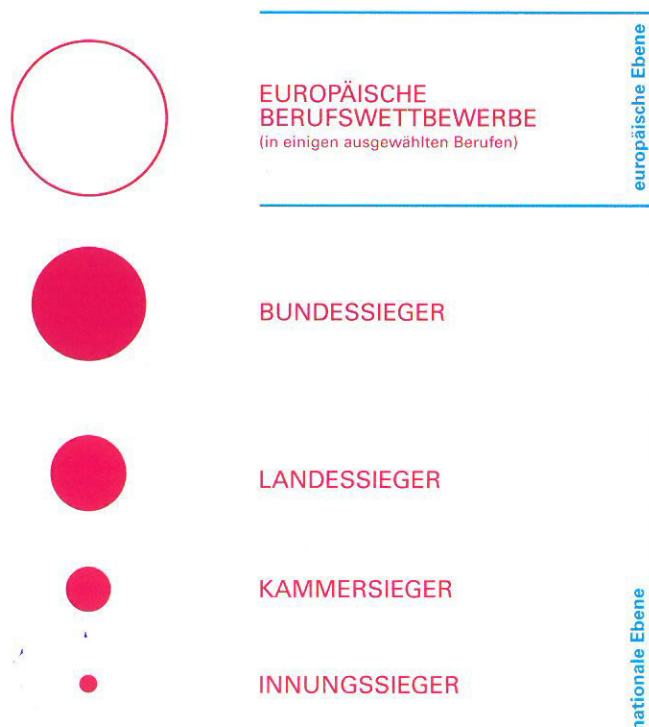 EUROPÄISCHE
BERUFSWETTBEWERBE
(in einigen ausgewählten Berufen)
europäische Ebene
BUNDESSIEGER
LANDESSIEGER
KAMMERSIEGER
INNUNGSSIEGER
nationale Ebene